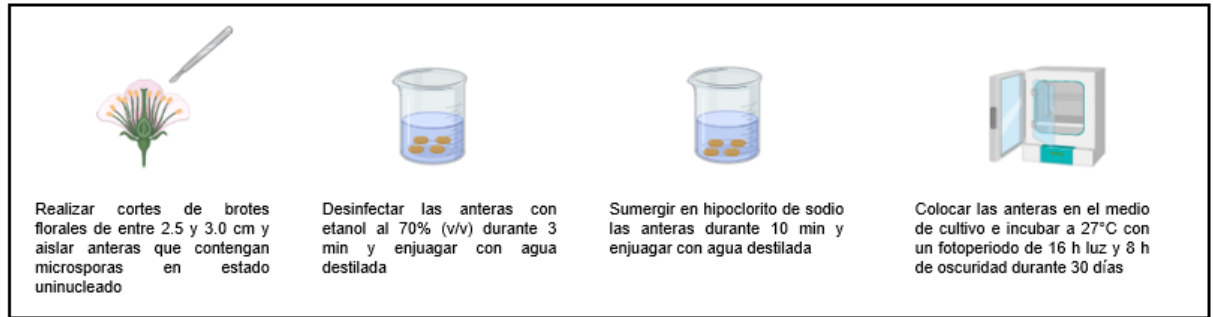 Realizar cortes de brotes
florales de entre 2.5 y 3.0 cm y
aislar anteras que contengan
microsporas en estado
uninucleado
Desinfectar las anteras con
etanol al 70% (v/v) durante 3
min y enjuagar con agua
destilada
Sumergir en hipoclorito de sodio
las anteras durante 10 min y
enjuagar con agua destilada
Colocar las anteras en el medio
de cultivo e incubar a 27°C con
un fotoperiodo de 16 h luz y 8 h
de oscuridad durante 30 días